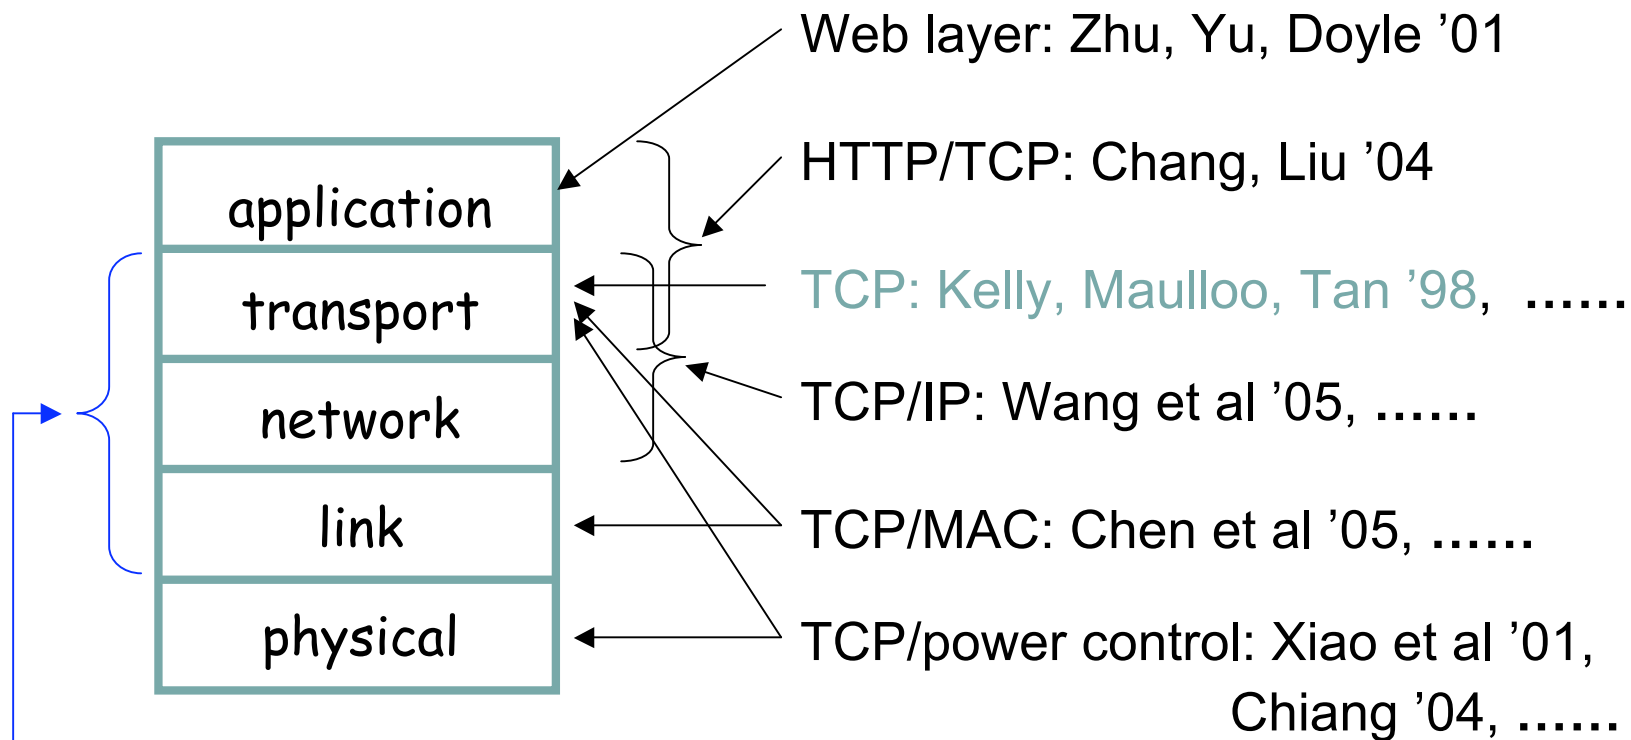 Web layer: Zhu, Yu, Doyle ’01
HTTP/TCP: Chang, Liu ’04
application
TCP: Kelly, Maulloo, Tan ’98, ......
transport
TCP/IP: Wang et al ’05, ......
network
TCP/MAC: Chen et al ’05, ......
link
TCP/power control: Xiao et al ’01,
physical
Chiang ’04, ......